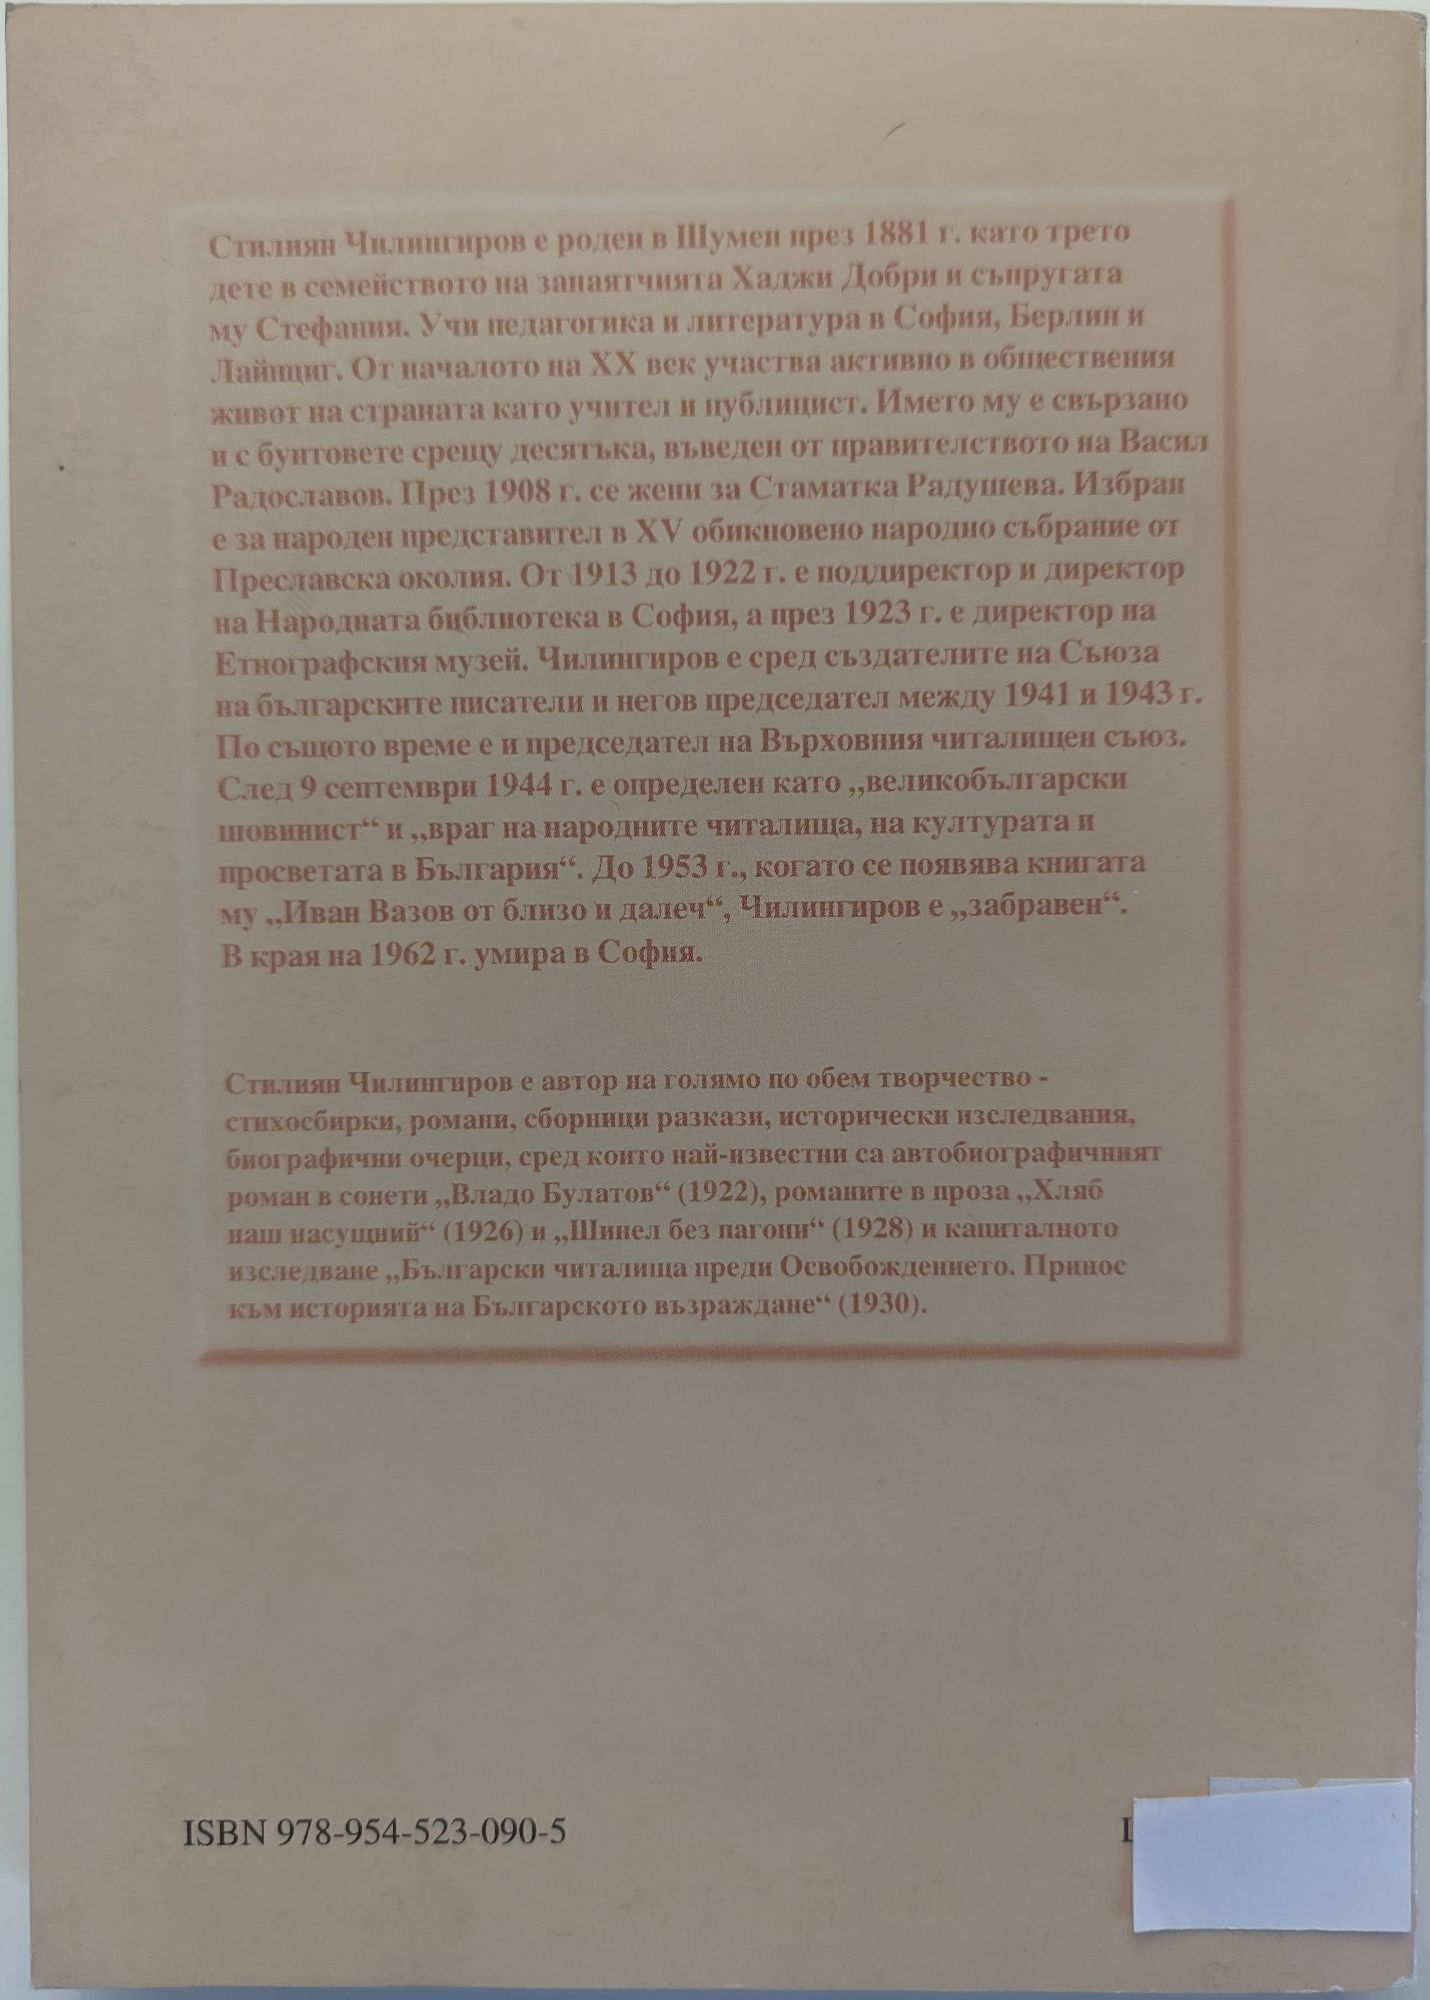 Стилиян Чилингиров е роден в Шумен през 1881 г. като трето
дете в семейството на занаятчията Хаджи Добри и съпругата
му Стефания. Учи педагогика и литература в София, Берлин и
Лайпциг. От началото на XX век участва активно в обществения
живот на страната като учител и публицист. Името му е свързано
и с бунтовете срещу десятъка, въведен от правителството на Васил
Радославов. През 1908 г. се жени за Стаматка Радушева. Избран
е за народен представител в XV обикновено народно събрание от
Преславска околия. От 1913 до 1922 г. е поддиректор и директор
на Народната библиотека в София, а през 1923 г. е директор на
Етнографския музей. Чилингиров е сред създателите на Съюза
на българските писатели и негов председател между 1941 и 1943 г.
По същото време е и председател на Върховния читалищен съюз.
След 9 септември 1944 г. е определен като „великобългарски
шовинист“ и „враг на народните читалища, на културата и
просветата в България“. До 1953 г., когато се появява книгата
му „Иван Вазов от близо и далеч“, Чилингиров е „забравен“.
В края на 1962 г. умира в София.
Стилиян Чилингиров е автор на голямо по обем творчество -
стихосбирки, романи, сборници разкази, исторически изследвания,
биографични очерци, сред които най-известни са автобиографичният
роман в сонети „Владо Булатов“ (1922), романите в проза „Хляб
наш насущний“ (1926) и „Шинел без пагони“ (1928) и капиталното
изследване „Български читалища преди Освобождението. Принос
към историята на Българското възраждане“ (1930).
ISBN 978-954-523-090-5